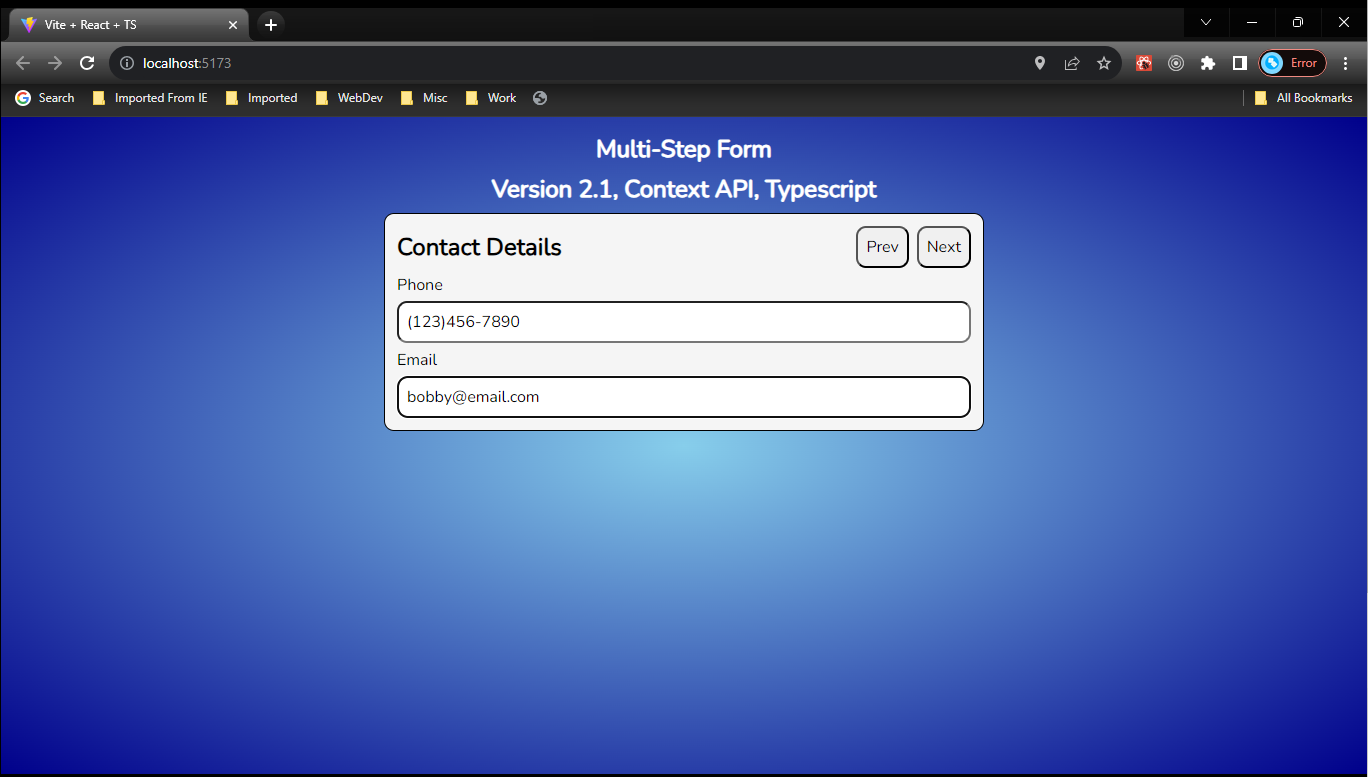 Vite + React + TS
localhost:5173
Error
Search Imported From IE Imported WebDev Misc Work All Bookmarks
Multi-Step Form
Version 2.1, Context API, Typescript
Contact Details Prev Next
Phone
(123)456-7890
Email
bobby@email.com